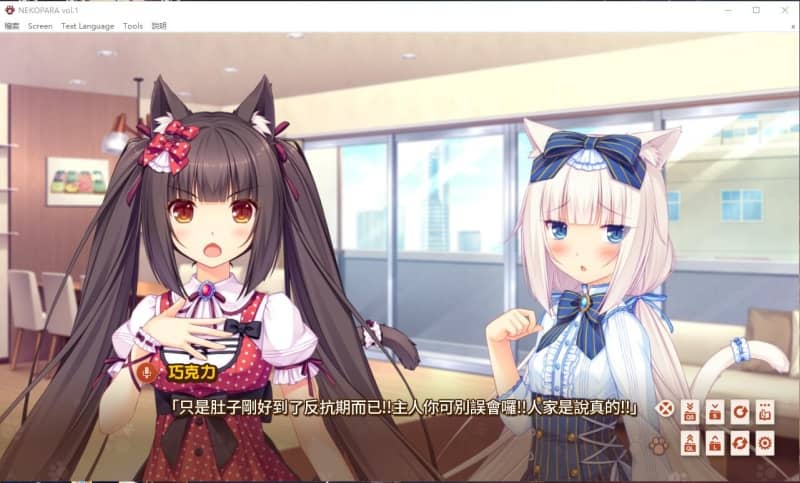 NEKOPARA vol.1
檔案 Screen Text Language Tools 說明
巧克力
「只是肚子剛好到了反抗期而已!!主人你可別誤會囉!!人家是說真的!!」
QS S
QL L